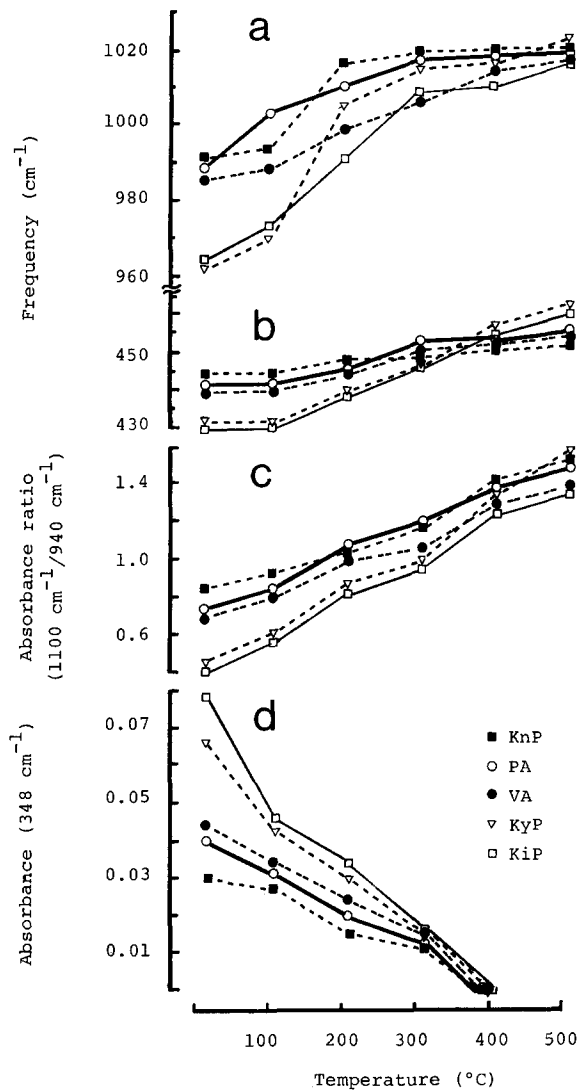 a
1020
1000
980
960
Frequency (cm⁻¹)
b
450
430
c
1.4
1.0
0.6
Absorbance ratio
(1100 cm⁻¹/940 cm⁻¹)
d
0.07
0.05
0.03
0.01
Absorbance (348 cm⁻¹)
KnP
PA
VA
KyP
KiP
100 200 300 400 500
Temperature (°C)